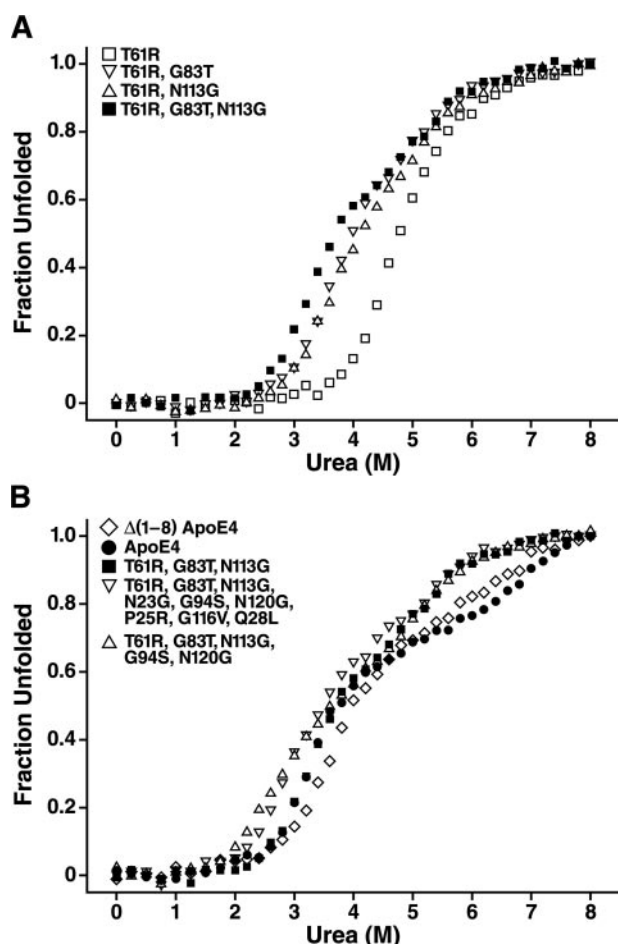 A
T61R
T61R, G83T
T61R, N113G
T61R, G83T, N113G
Fraction Unfolded
1.0
0.8
0.6
0.4
0.2
0
0 1 2 3 4 5 6 7 8
Urea (M)
B
Δ(1–8) ApoE4
ApoE4
T61R, G83T, N113G
T61R, G83T, N113G,
N23G, G94S, N120G,
P25R, G116V, Q28L
T61R, G83T, N113G,
G94S, N120G
Fraction Unfolded
1.0
0.8
0.6
0.4
0.2
0
0 1 2 3 4 5 6 7 8
Urea (M)